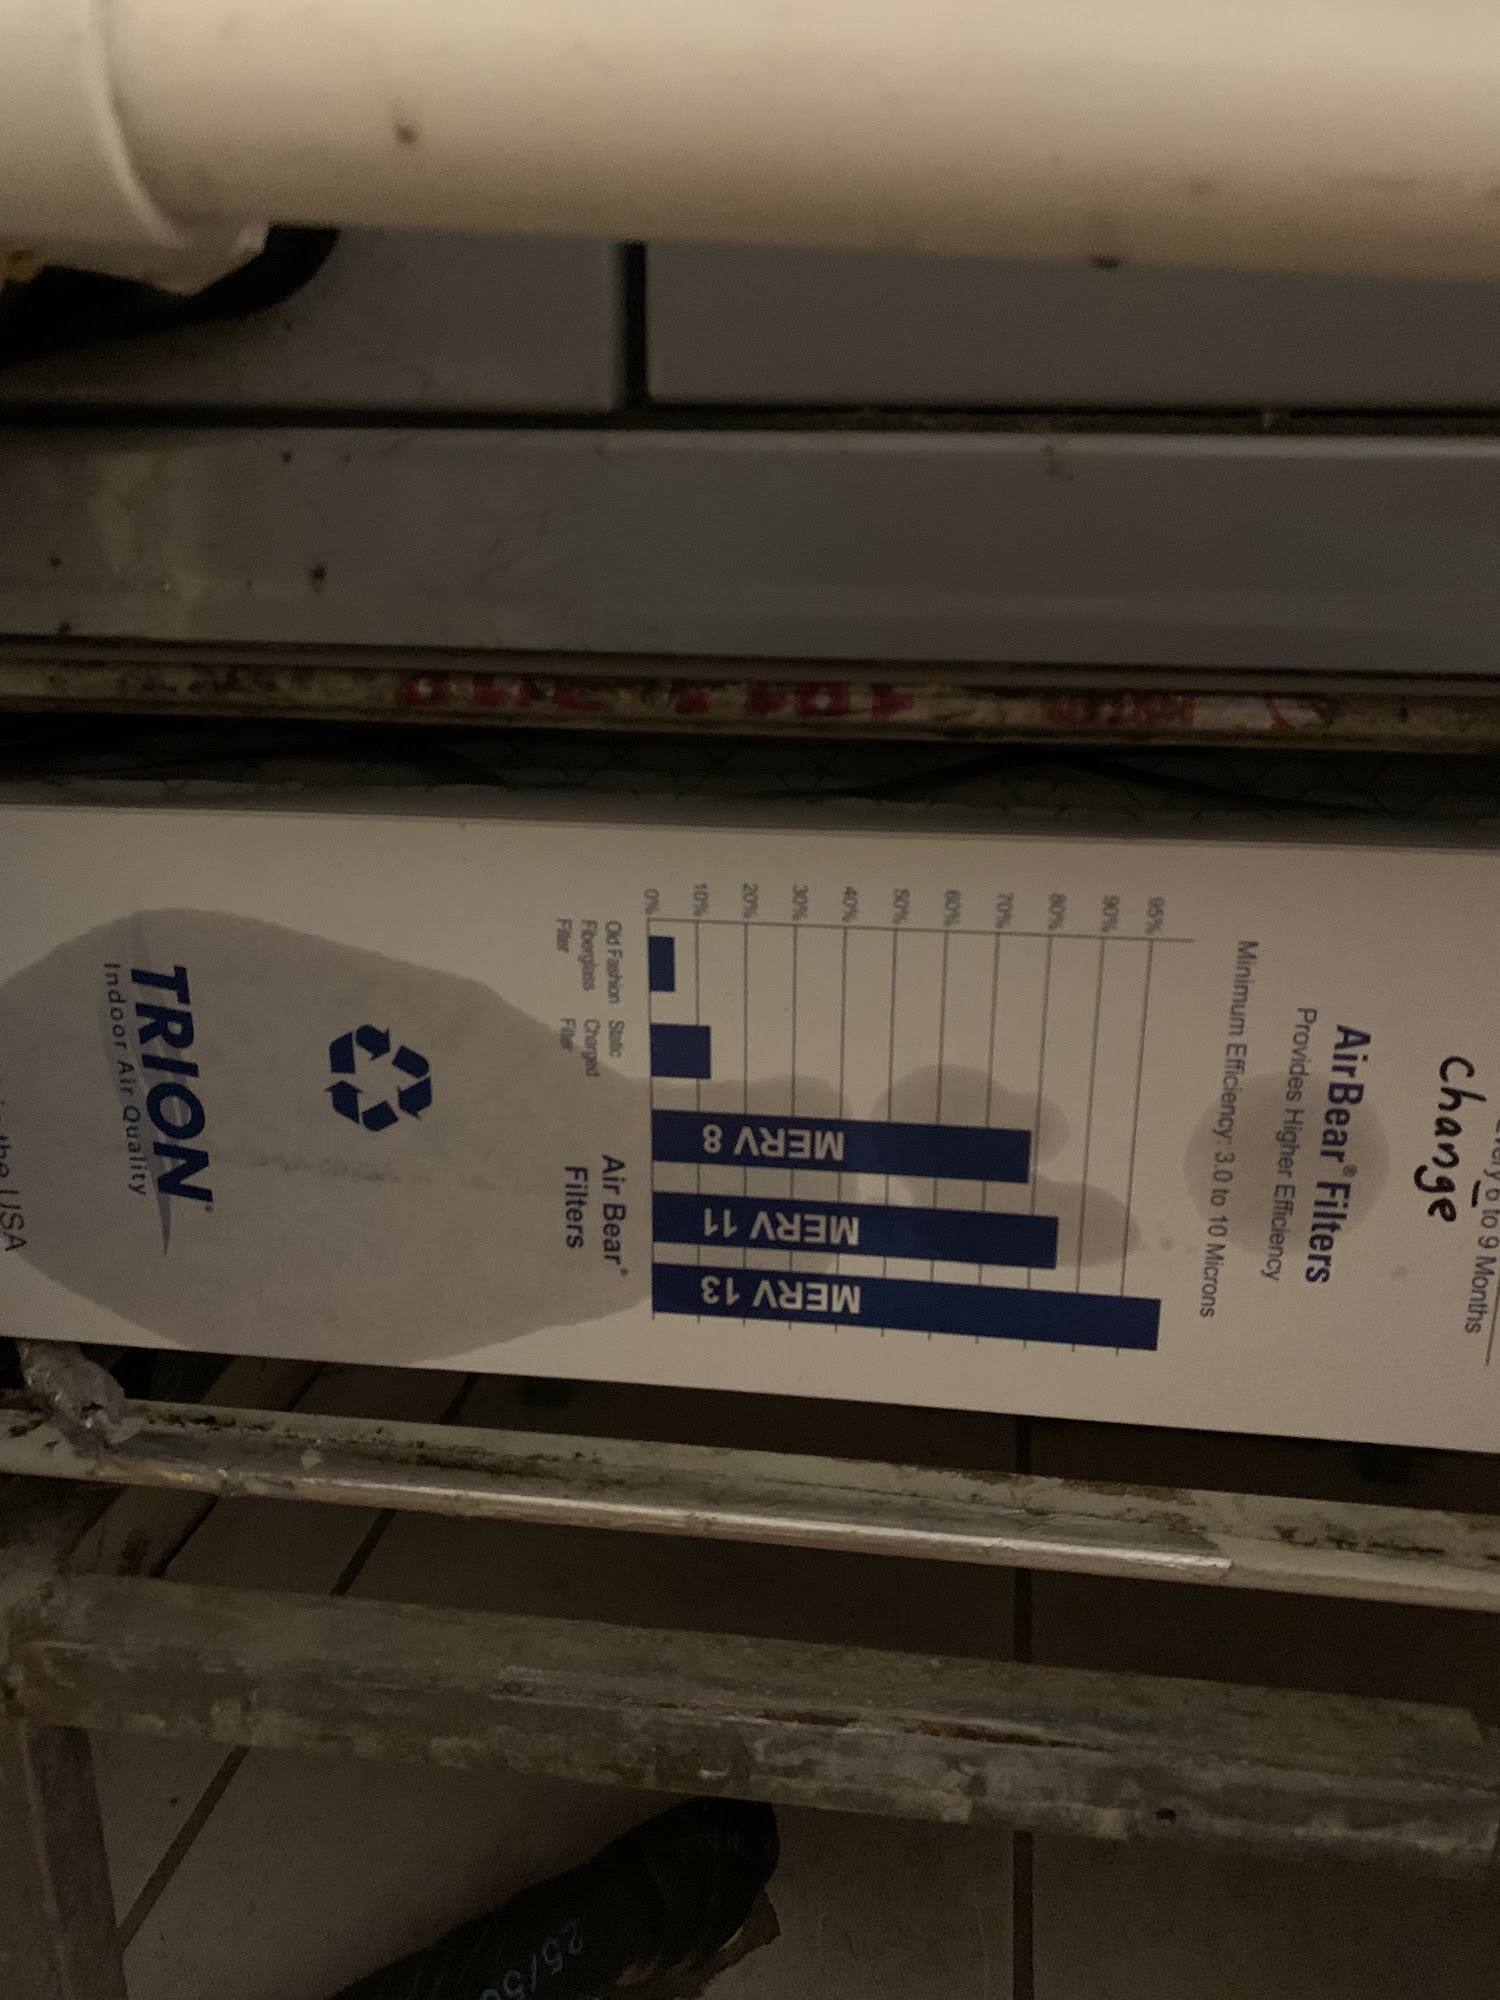 6 to 9 Months
Change
AirBear® Filters
Provides Higher Efficiency
Minimum Efficiency: 3.0 to 10 Microns
95%
90%
80%
70%
60%
50%
40%
30%
20%
10%
0%
MERV 8
MERV 11
MERV 13
Old Fashion
Fiberglass
Filter
Static
Charged
Filter
Air Bear®
Filters
TRION®
Indoor Air Quality
the USA